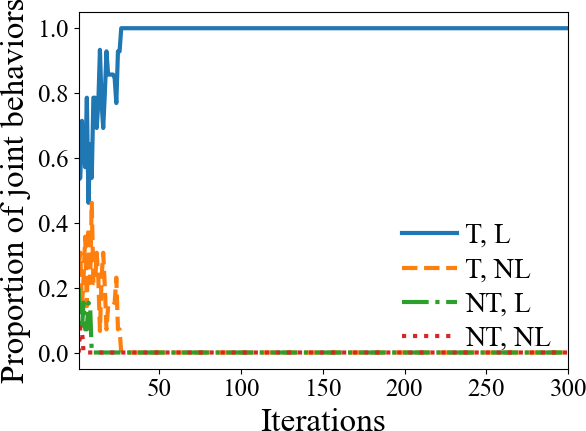 Proportion of joint behaviors
1.0
0.8
0.6
0.4
0.2
0.0
T, L
T, NL
NT, L
NT, NL
50 100 150 200 250 300
Iterations